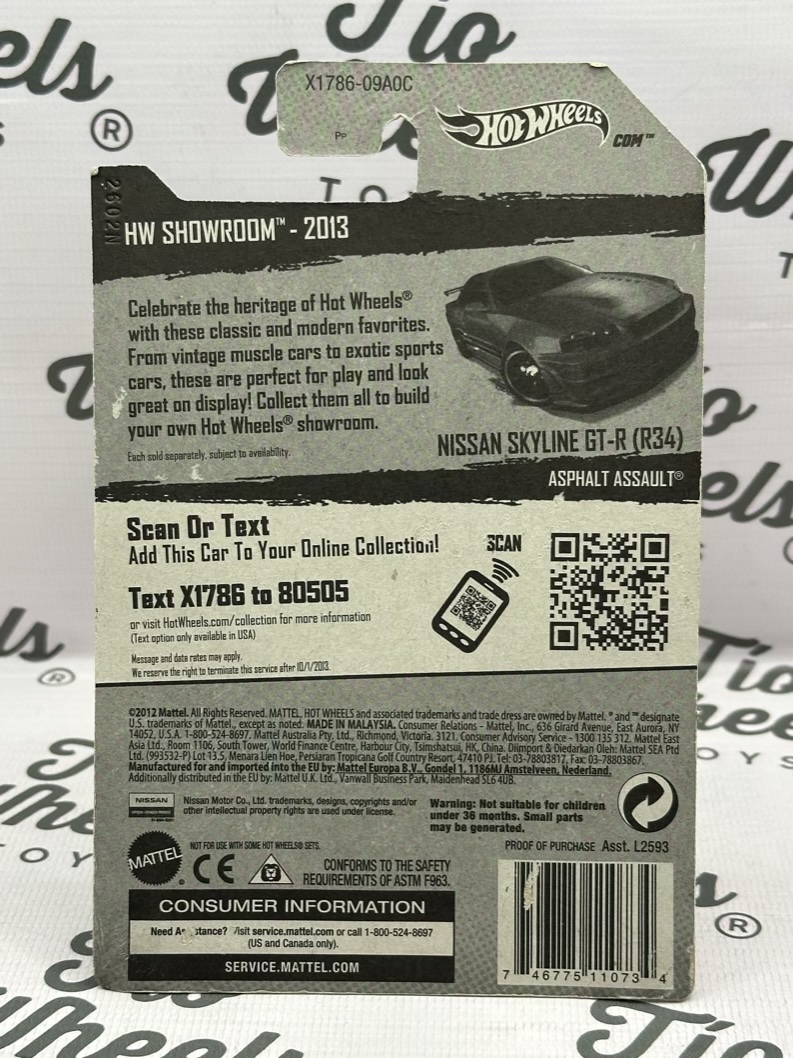 X1786-09A0C
Pp
HOT WHEELS
.COM™
2602N
HW SHOWROOM™ - 2013
Celebrate the heritage of Hot Wheels®
with these classic and modern favorites.
From vintage muscle cars to exotic sports
cars, these are perfect for play and look
great on display! Collect them all to build
your own Hot Wheels® showroom.
Each sold separately, subject to availability.
NISSAN SKYLINE GT-R (R34)
ASPHALT ASSAULT®
Scan Or Text
Add This Car To Your Online Collection!
SCAN
Text X1786 to 80505
or visit HotWheels.com/collection for more information
(Text option only available in USA)
Message and data rates may apply.
We reserve the right to terminate this service after 10/1/2013.
©2012 Mattel. All Rights Reserved. MATTEL, HOT WHEELS and associated trademarks and trade dress are owned by Mattel. ® and ™ designate
U.S. trademarks of Mattel, except as noted. MADE IN MALAYSIA. Consumer Relations - Mattel, Inc., 636 Girard Avenue, East Aurora, NY
14052, U.S.A. 1-800-524-8697. Mattel Australia Pty., Ltd., Richmond, Victoria. 3121. Consumer Advisory Service - 1300 135 312. Mattel East
Asia Ltd., Room 1106, South Tower, World Finance Centre, Harbour City, Tsimshatsui, HK, China. Diimport & Diedarkan Oleh: Mattel SEA Ptd
Ltd. (993532-P) Lot 13.5, Menara Lien Hoe, Persiaran Tropicana Golf Country Resort, 47410 PJ. Tel: 03-78803817, Fax: 03-78803867.
Manufactured for and imported into the EU by: Mattel Europa B.V., Gondel 1, 1186MJ Amstelveen, Nederland.
Additionally distributed in the EU by: Mattel U.K. Ltd., Vanwall Business Park, Maidenhead SL6 4UB.
NISSAN
Nissan Motor Co., Ltd. trademarks, designs, copyrights and/or
other intellectual property rights are used under license.
Warning: Not suitable for children
under 36 months. Small parts
may be generated.
MATTEL®
NOT FOR USE WITH SOME HOT WHEELS® SETS.
CE
CONFORMS TO THE SAFETY
REQUIREMENTS OF ASTM F963.
PROOF OF PURCHASE Asst. L2593
CONSUMER INFORMATION
Need stance? Visit service.mattel.com or call 1-800-524-8697
(US and Canada only).
SERVICE.MATTEL.COM
7 46775 11073 4
Tio
Wheels
®
TOYS